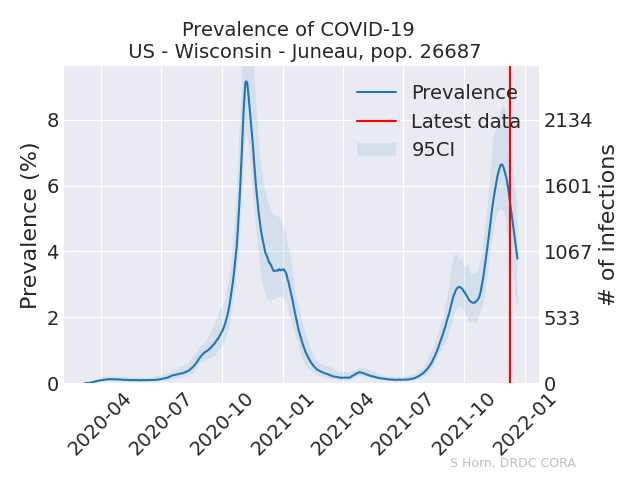 Prevalence of COVID-19
US - Wisconsin - Juneau, pop. 26687
Prevalence
Latest data
95CI
Prevalence (%)
8
6
4
2
0
2134
1601
1067
533
0
# of infections
2020-04
2020-07
2020-10
2021-01
2021-04
2021-07
2021-10
2022-01
S Horn, DRDC CORA